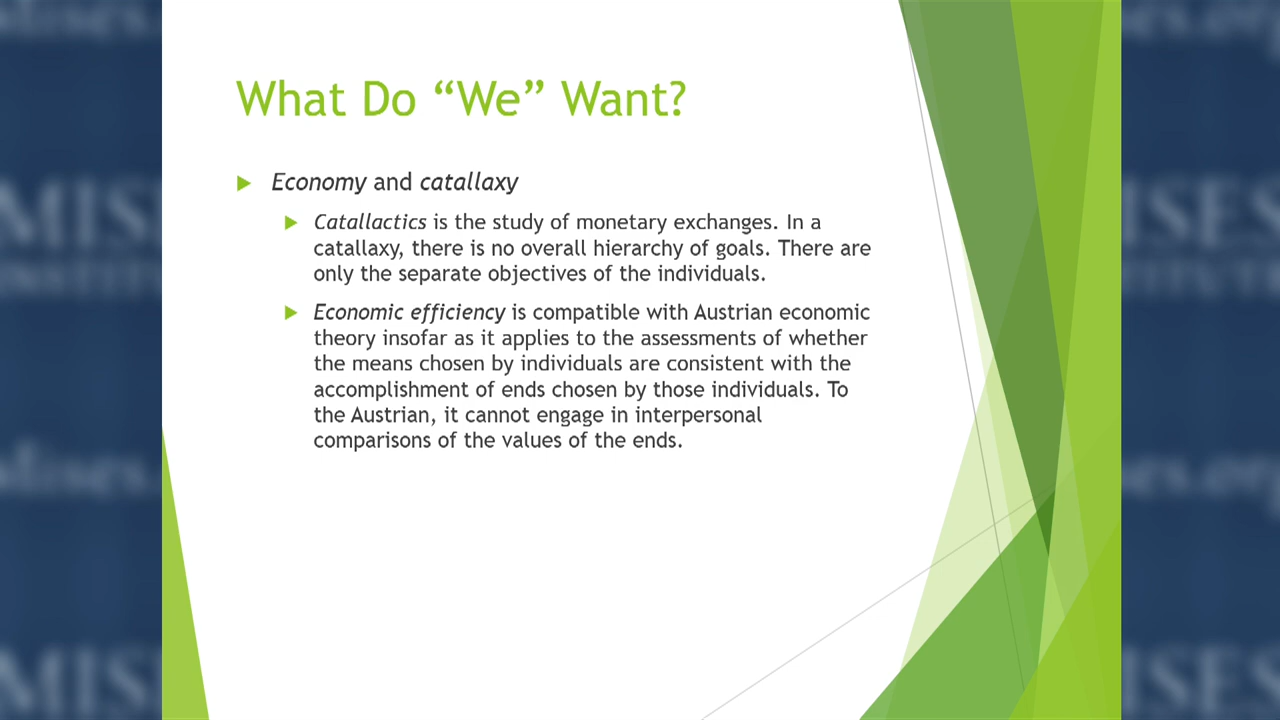 What Do “We” Want?
Economy and catallaxy
Catallactics is the study of monetary exchanges. In a
catallaxy, there is no overall hierarchy of goals. There are
only the separate objectives of the individuals.
Economic efficiency is compatible with Austrian economic
theory insofar as it applies to the assessments of whether
the means chosen by individuals are consistent with the
accomplishment of ends chosen by those individuals. To
the Austrian, it cannot engage in interpersonal
comparisons of the values of the ends.